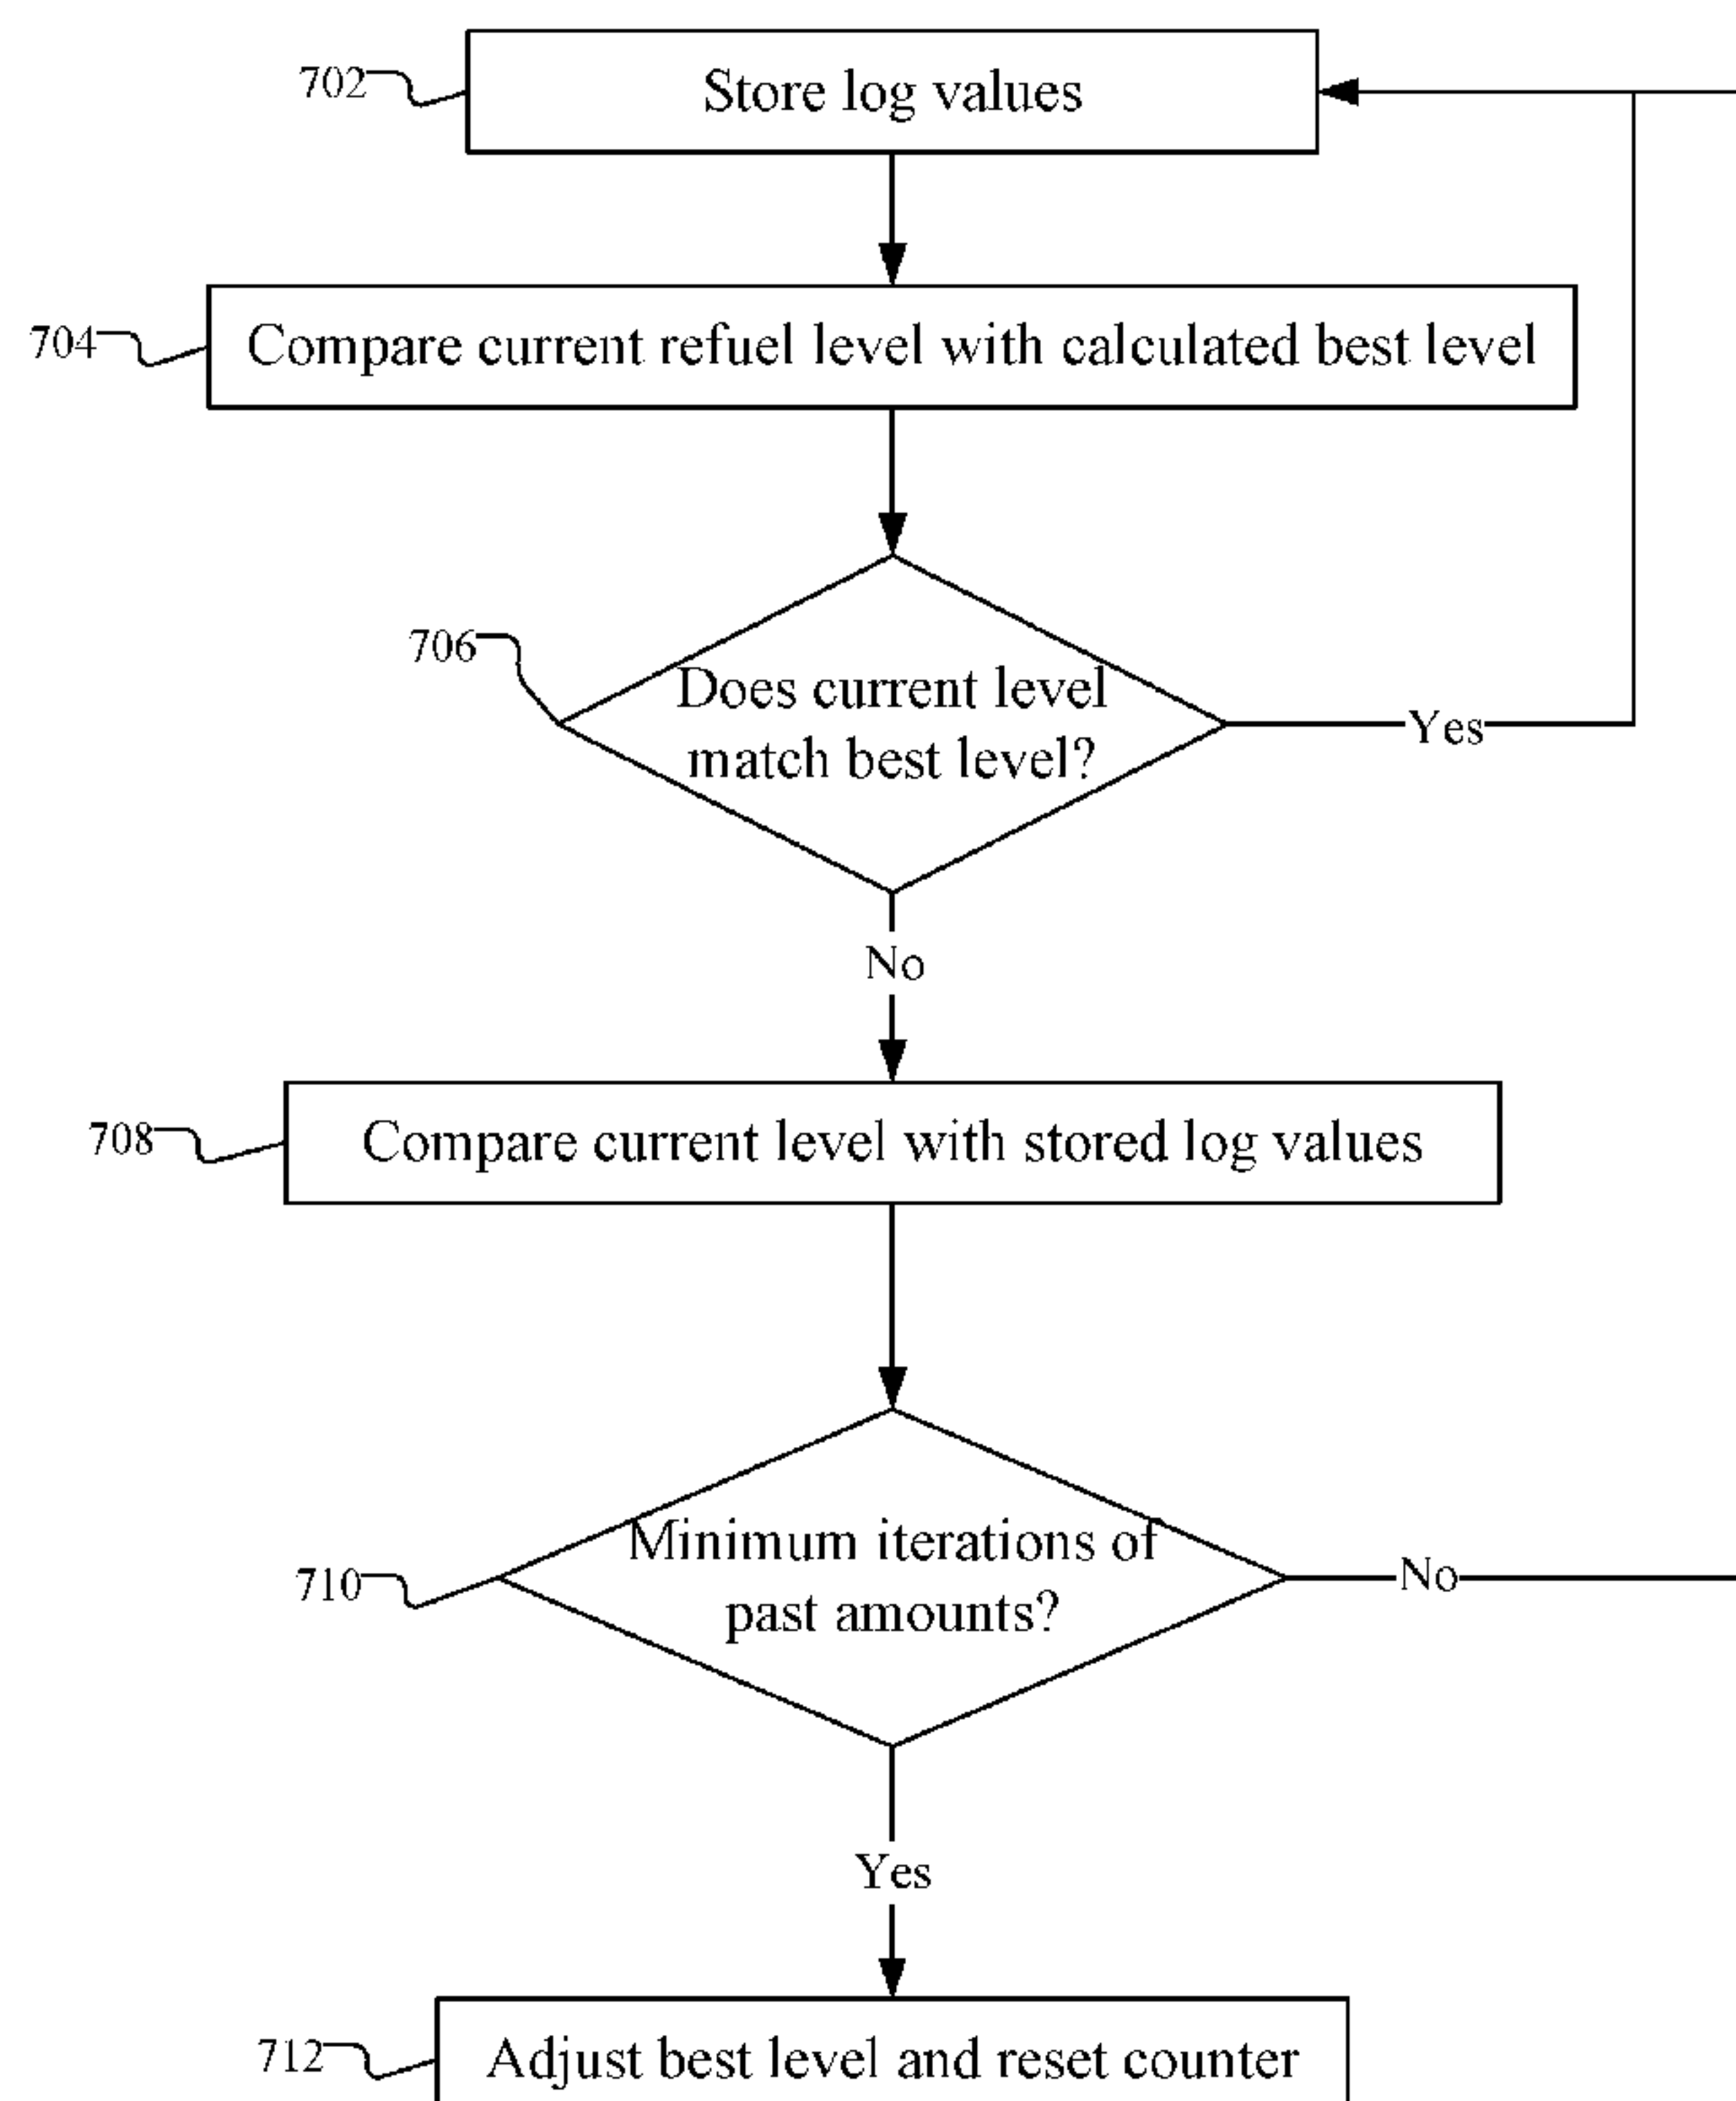 702
Store log values
704
Compare current refuel level with calculated best level
706
Does current level
match best level?
Yes
No
708
Compare current level with stored log values
710
Minimum iterations of
past amounts?
No
Yes
712
Adjust best level and reset counter